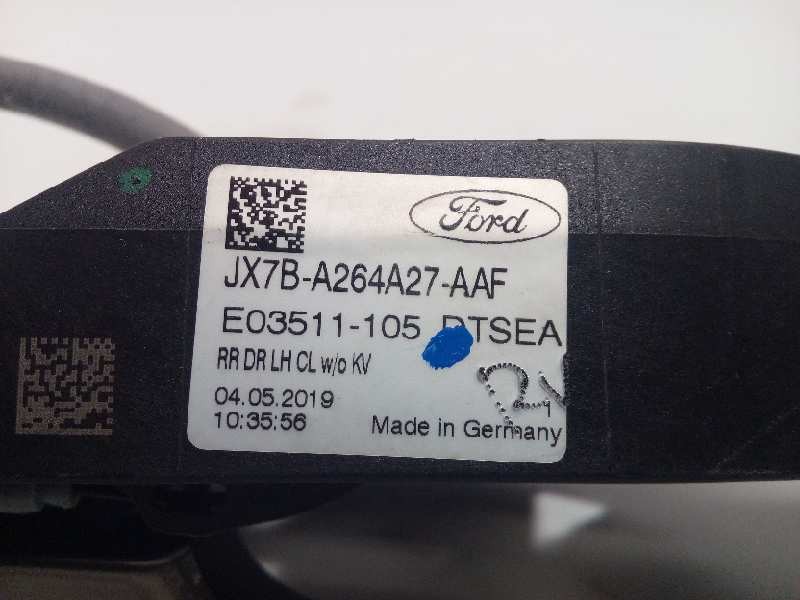 Ford
JX7B-A264A27-AAF
E03511-105
RR DR LH CL w/o KV
04.05.2019
10:35:56
Made in Germany